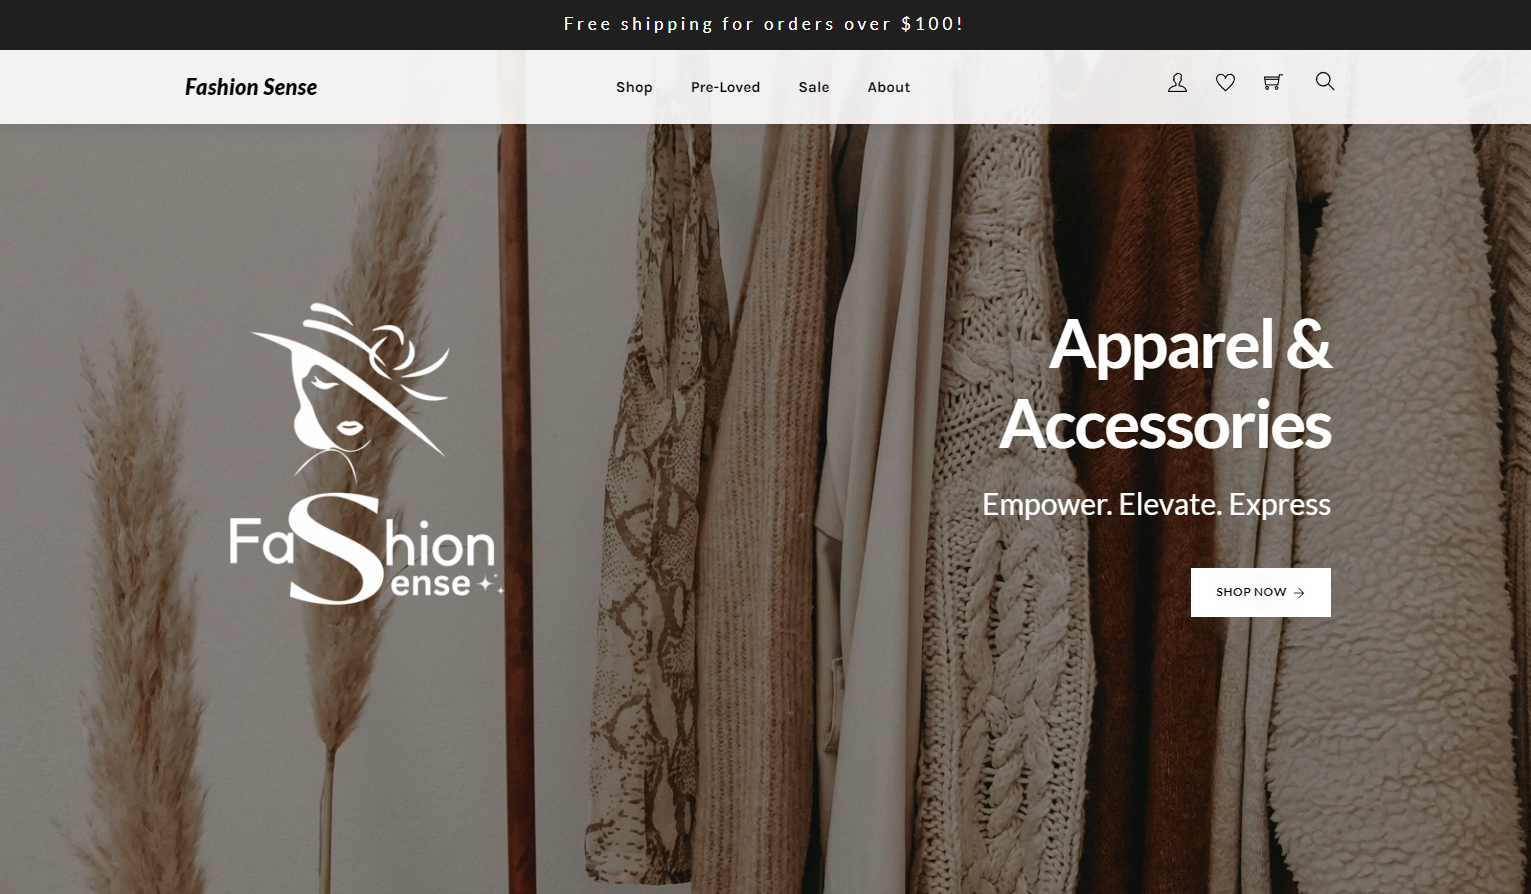 Free shipping for orders over $100!
Fashion Sense
Shop
Pre-Loved
Sale
About
FaShion
ense
Apparel &
Accessories
Empower. Elevate. Express
SHOP NOW →